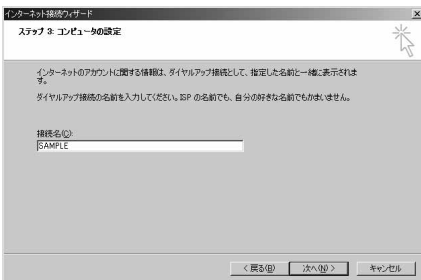 インターネット接続ウィザード
ステップ 3: コンピュータの設定
インターネットのアカウントに関する情報は、ダイヤルアップ接続として、指定した名前と一緒に表示されま
す。
ダイヤルアップ接続の名前を入力してください。ISP の名前でも、自分の好きな名前でもかまいません。
接続名(C):
SAMPLE
< 戻る(B)
次へ(N) >
キャンセル